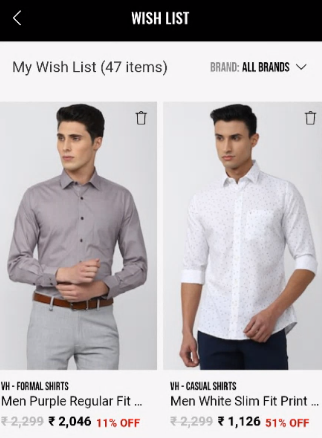 WISH LIST
My Wish List (47 items)
BRAND: ALL BRANDS
VH - FORMAL SHIRTS
Men Purple Regular Fit ...
₹ 2,299 ₹ 2,046 11% OFF
VH - CASUAL SHIRTS
Men White Slim Fit Print ...
₹ 2,299 ₹ 1,126 51% OFF